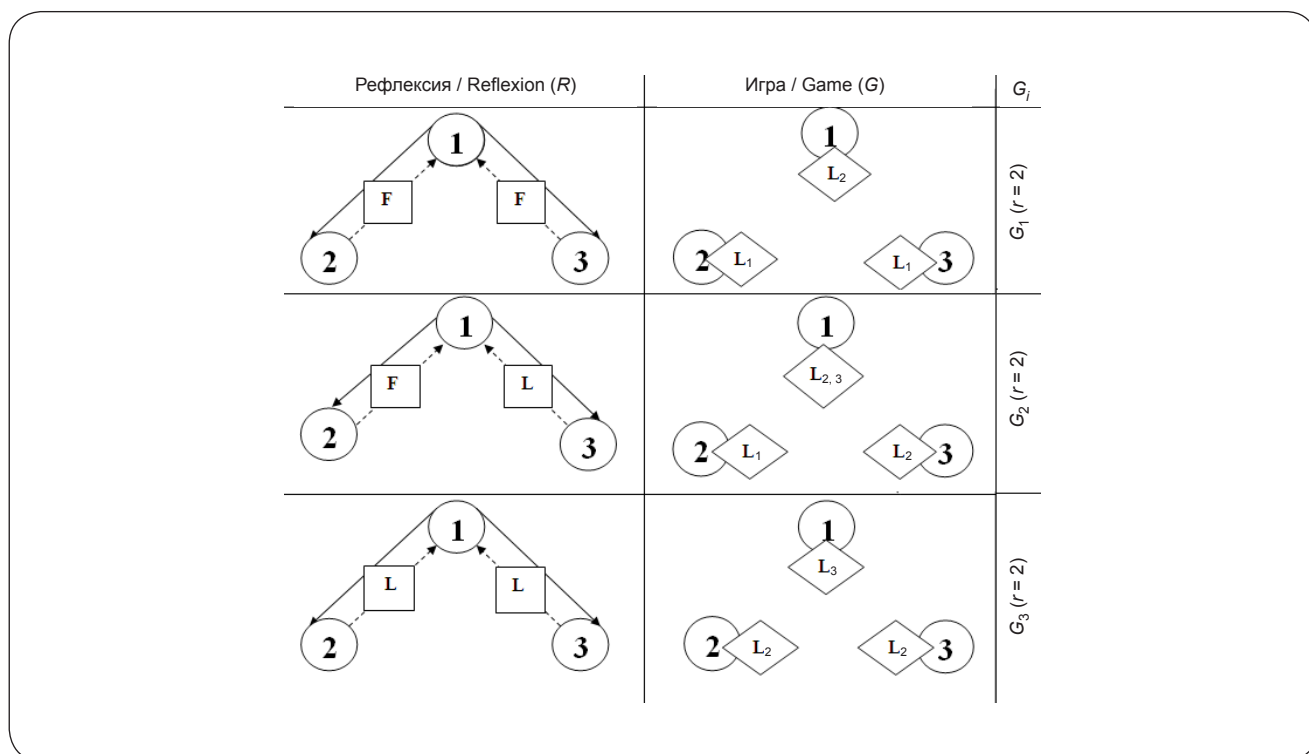 Рефлексия / Reflexion (R)
Игра / Game (G)
Gᵢ
1
F
F
2
3
1
L₂
2
L₁
L₁
3
G₁ (r = 2)
1
F
L
2
3
1
L₂, ₃
2
L₁
L₂
3
G₂ (r = 2)
1
L
L
2
3
1
L₃
2
L₂
L₂
3
G₃ (r = 2)